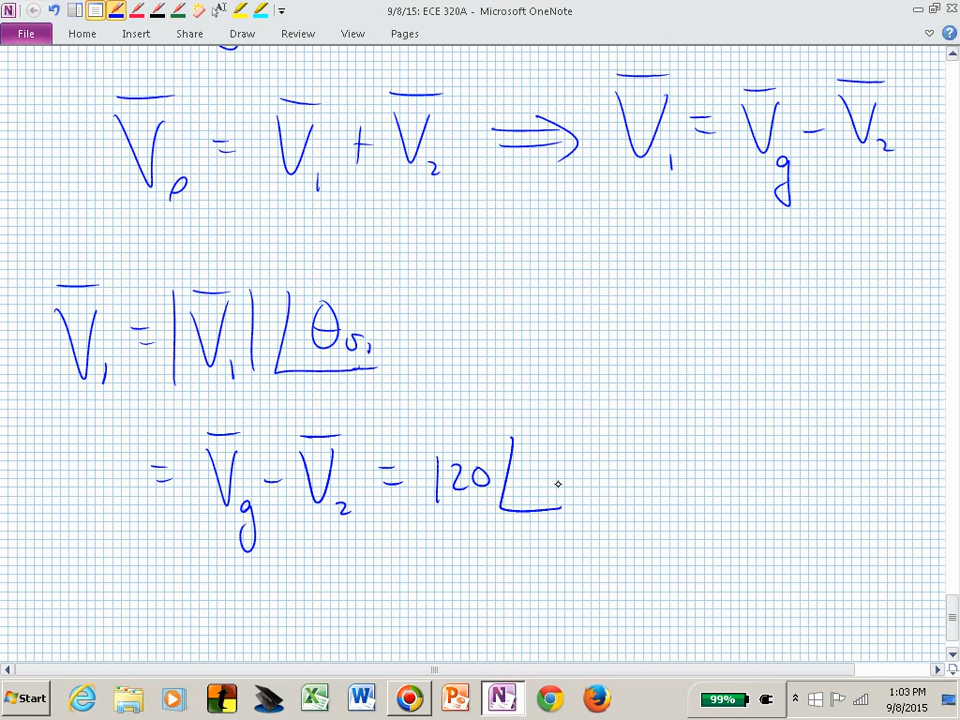 9/8/15: ECE 320A - Microsoft OneNote
File Home Insert Share Draw Review View Pages
V̅ρ = V̅₁ + V̅₂ ⟹ V̅₁ = V̅g − V̅₂
V̅₁ = |V̅₁| ∠θᵥ₁
= V̅g − V̅₂ = 120∠
Start
99%
1:03 PM
9/8/2015